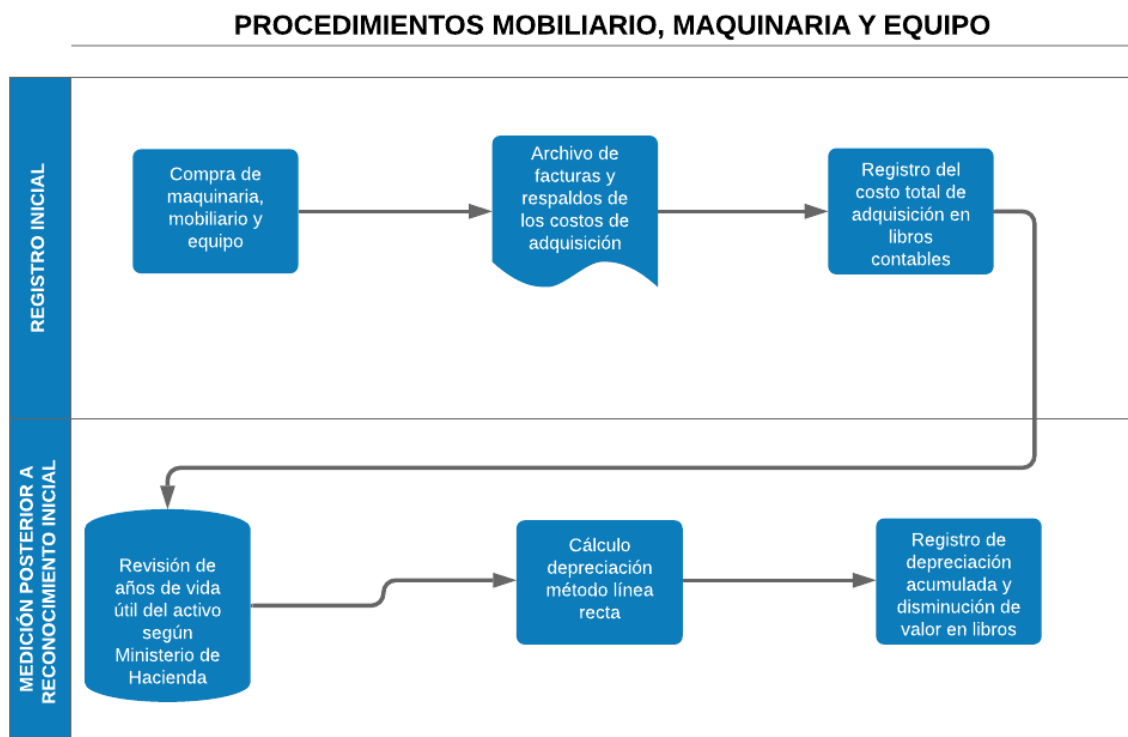 PROCEDIMIENTOS MOBILIARIO, MAQUINARIA Y EQUIPO
REGISTRO INICIAL
Compra de
maquinaria,
mobiliario y
equipo
Archivo de
facturas y
respaldos de
los costos de
adquisición
Registro del
costo total de
adquisición en
libros
contables
MEDICIÓN POSTERIOR A
RECONOCIMIENTO INICIAL
Revisión de
años de vida
útil del activo
según
Ministerio de
Hacienda
Cálculo
depreciación
método línea
recta
Registro de
depreciación
acumulada y
disminución de
valor en libros